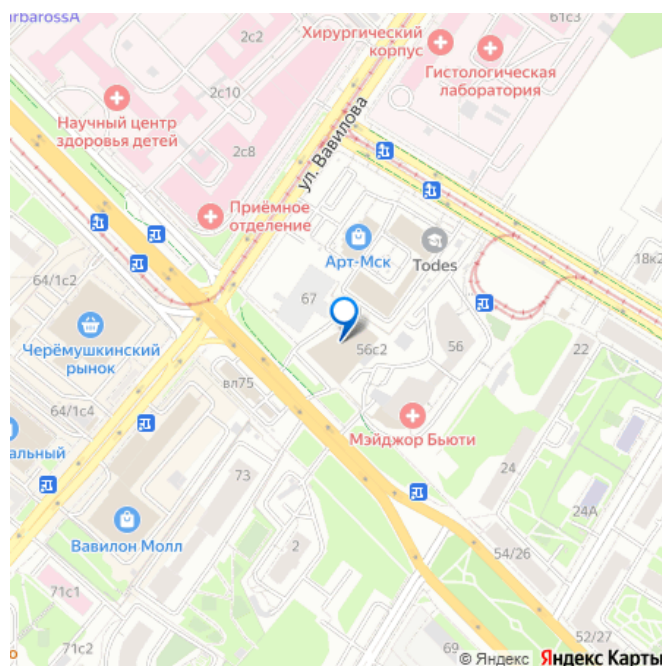 arbarossA
2с2
Хирургический
корпус
61с3
Гистологическая
лаборатория
2с10
Научный центр
здоровья детей
2с8
ул. Вавилова
Приёмное
отделение
Арт-Мск
Todes
18к2
64/1с2
67
Черёмушкинский
рынок
56с2
56
22
вл75
64/1с4
Мэйджор Бьюти
альный
73
24
24А
Вавилон Молл
2
54/26
71с1
71с2
69
52/27
© Яндекс Яндекс Карты